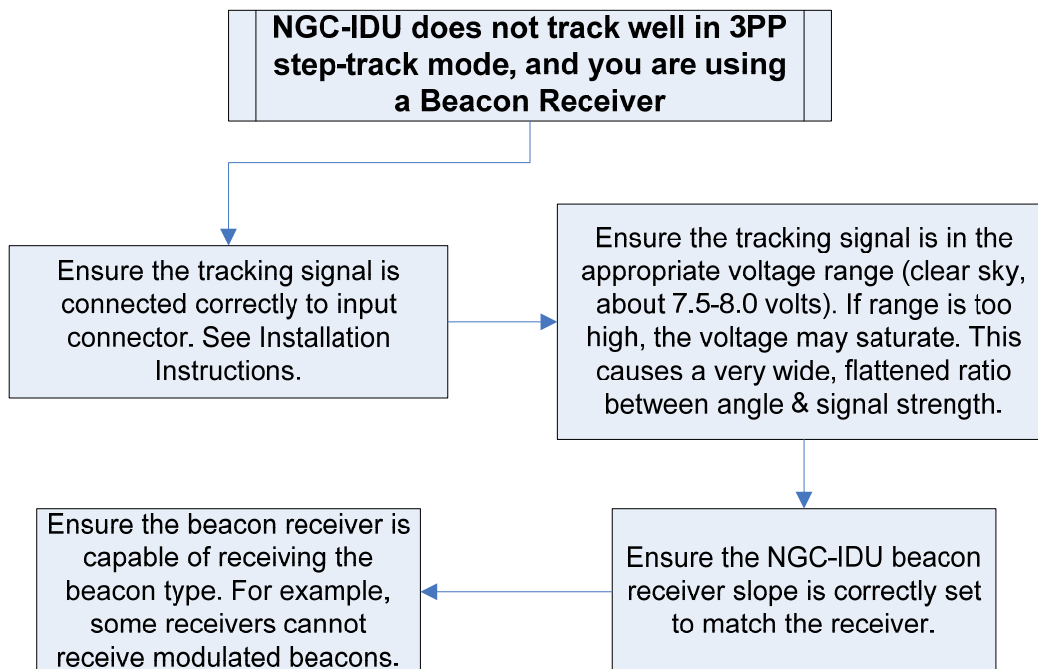 NGC-IDU does not track well in 3PP
step-track mode, and you are using
a Beacon Receiver
Ensure the tracking signal is
connected correctly to input
connector. See Installation
Instructions.
Ensure the tracking signal is in the
appropriate voltage range (clear sky,
about 7.5-8.0 volts). If range is too
high, the voltage may saturate. This
causes a very wide, flattened ratio
between angle & signal strength.
Ensure the NGC-IDU beacon
receiver slope is correctly set
to match the receiver.
Ensure the beacon receiver is
capable of receiving the
beacon type. For example,
some receivers cannot
receive modulated beacons.